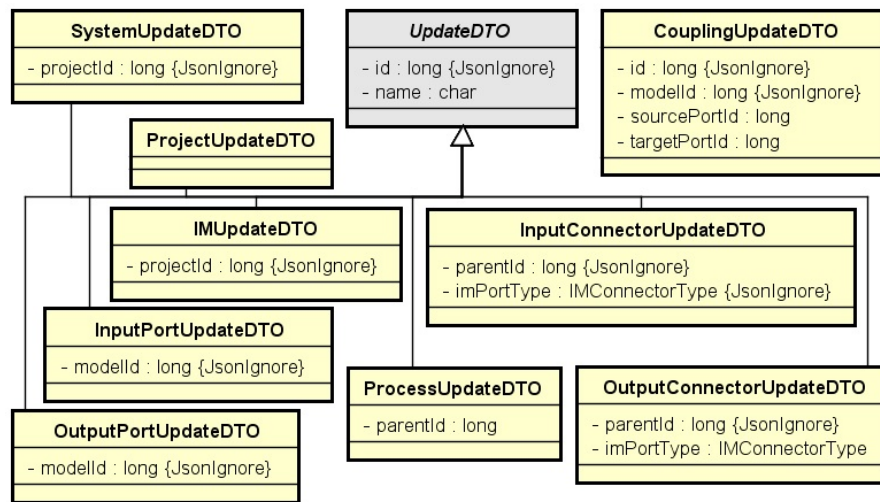 SystemUpdateDTO
- projectId : long {JsonIgnore}
UpdateDTO
- id : long {JsonIgnore}
- name : char
CouplingUpdateDTO
- id : long {JsonIgnore}
- modelId : long {JsonIgnore}
- sourcePortId : long
- targetPortId : long
ProjectUpdateDTO
IMUpdateDTO
- projectId : long {JsonIgnore}
InputConnectorUpdateDTO
- parentId : long {JsonIgnore}
- imPortType : IMConnectorType {JsonIgnore}
InputPortUpdateDTO
- modelId : long {JsonIgnore}
ProcessUpdateDTO
- parentId : long
OutputConnectorUpdateDTO
- parentId : long {JsonIgnore}
- imPortType : IMConnectorType
OutputPortUpdateDTO
- modelId : long {JsonIgnore}